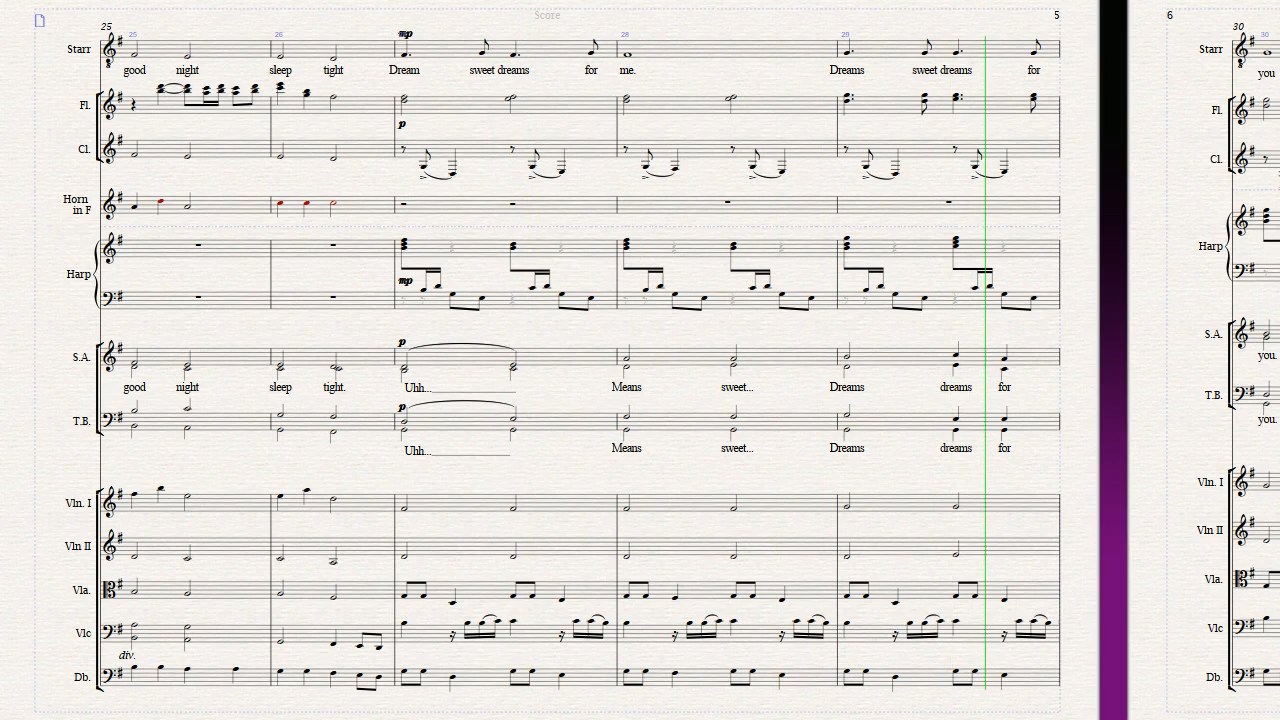 Score
5
6
25
30
25
26
mp
28
29
30
Starr
good night sleep tight Dream sweet dreams for me. Dreams sweet dreams for
Starr
you
Fl.
p
Fl.
Cl.
Cl.
Horn
in F
Harp
mp
Harp
S.A.
p
S.A.
good night sleep tight. Uhh... Means sweet... Dreams dreams for
you.
T.B.
p
T.B.
Uhh... Means sweet... Dreams dreams for
you.
Vln. I
Vln. I
Vln II
Vln II
Vla.
Vla.
Vlc
Vlc
div.
Db.
Db.